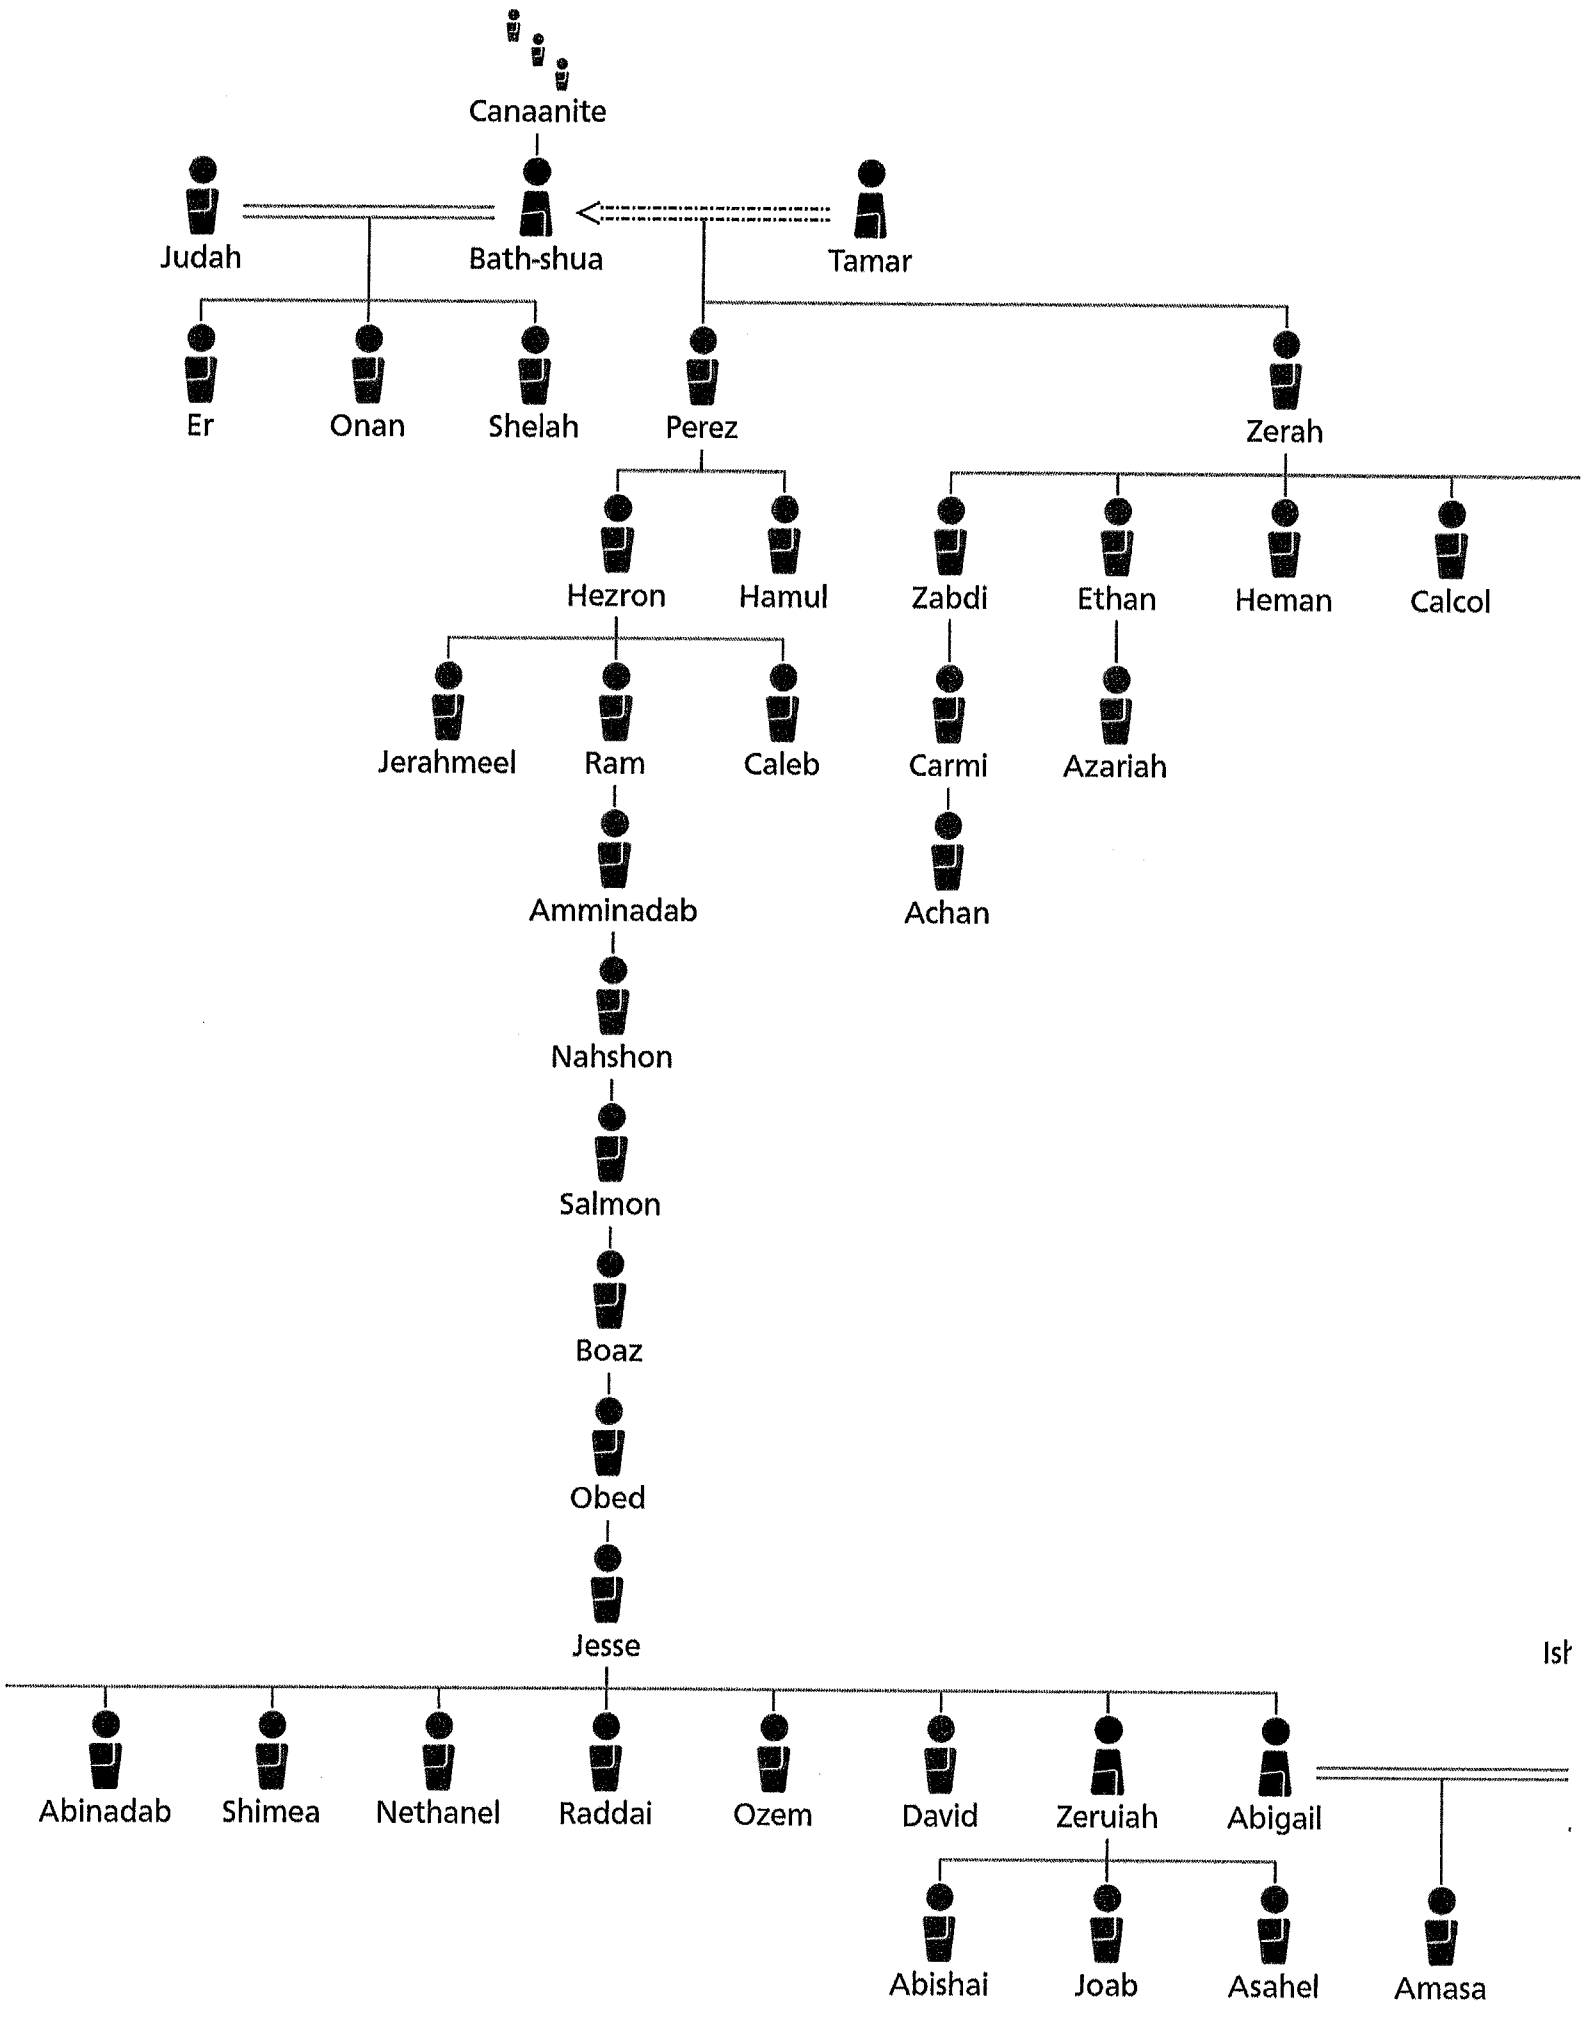 Canaanite
Judah Bath-shua Tamar
Er Onan Shelah Perez Zerah
Hezron Hamul Zabdi Ethan Heman Calcol
Jerahmeel Ram Caleb Carmi Azariah
Amminadab Achan
Nahshon
Salmon
Boaz
Obed
Jesse
Abinadab Shimea Nethanel Raddai Ozem David Zeruiah Abigail
Abishai Joab Asahel Amasa